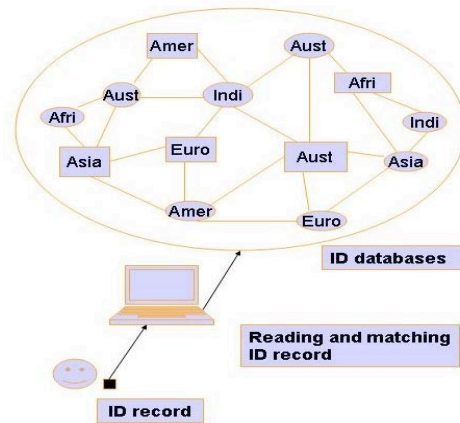 Amer
Aust
Aust
Indi
Afri
Afri
Indi
Asia
Euro
Aust
Asia
Amer
Euro
ID databases
Reading and matching
ID record
ID record